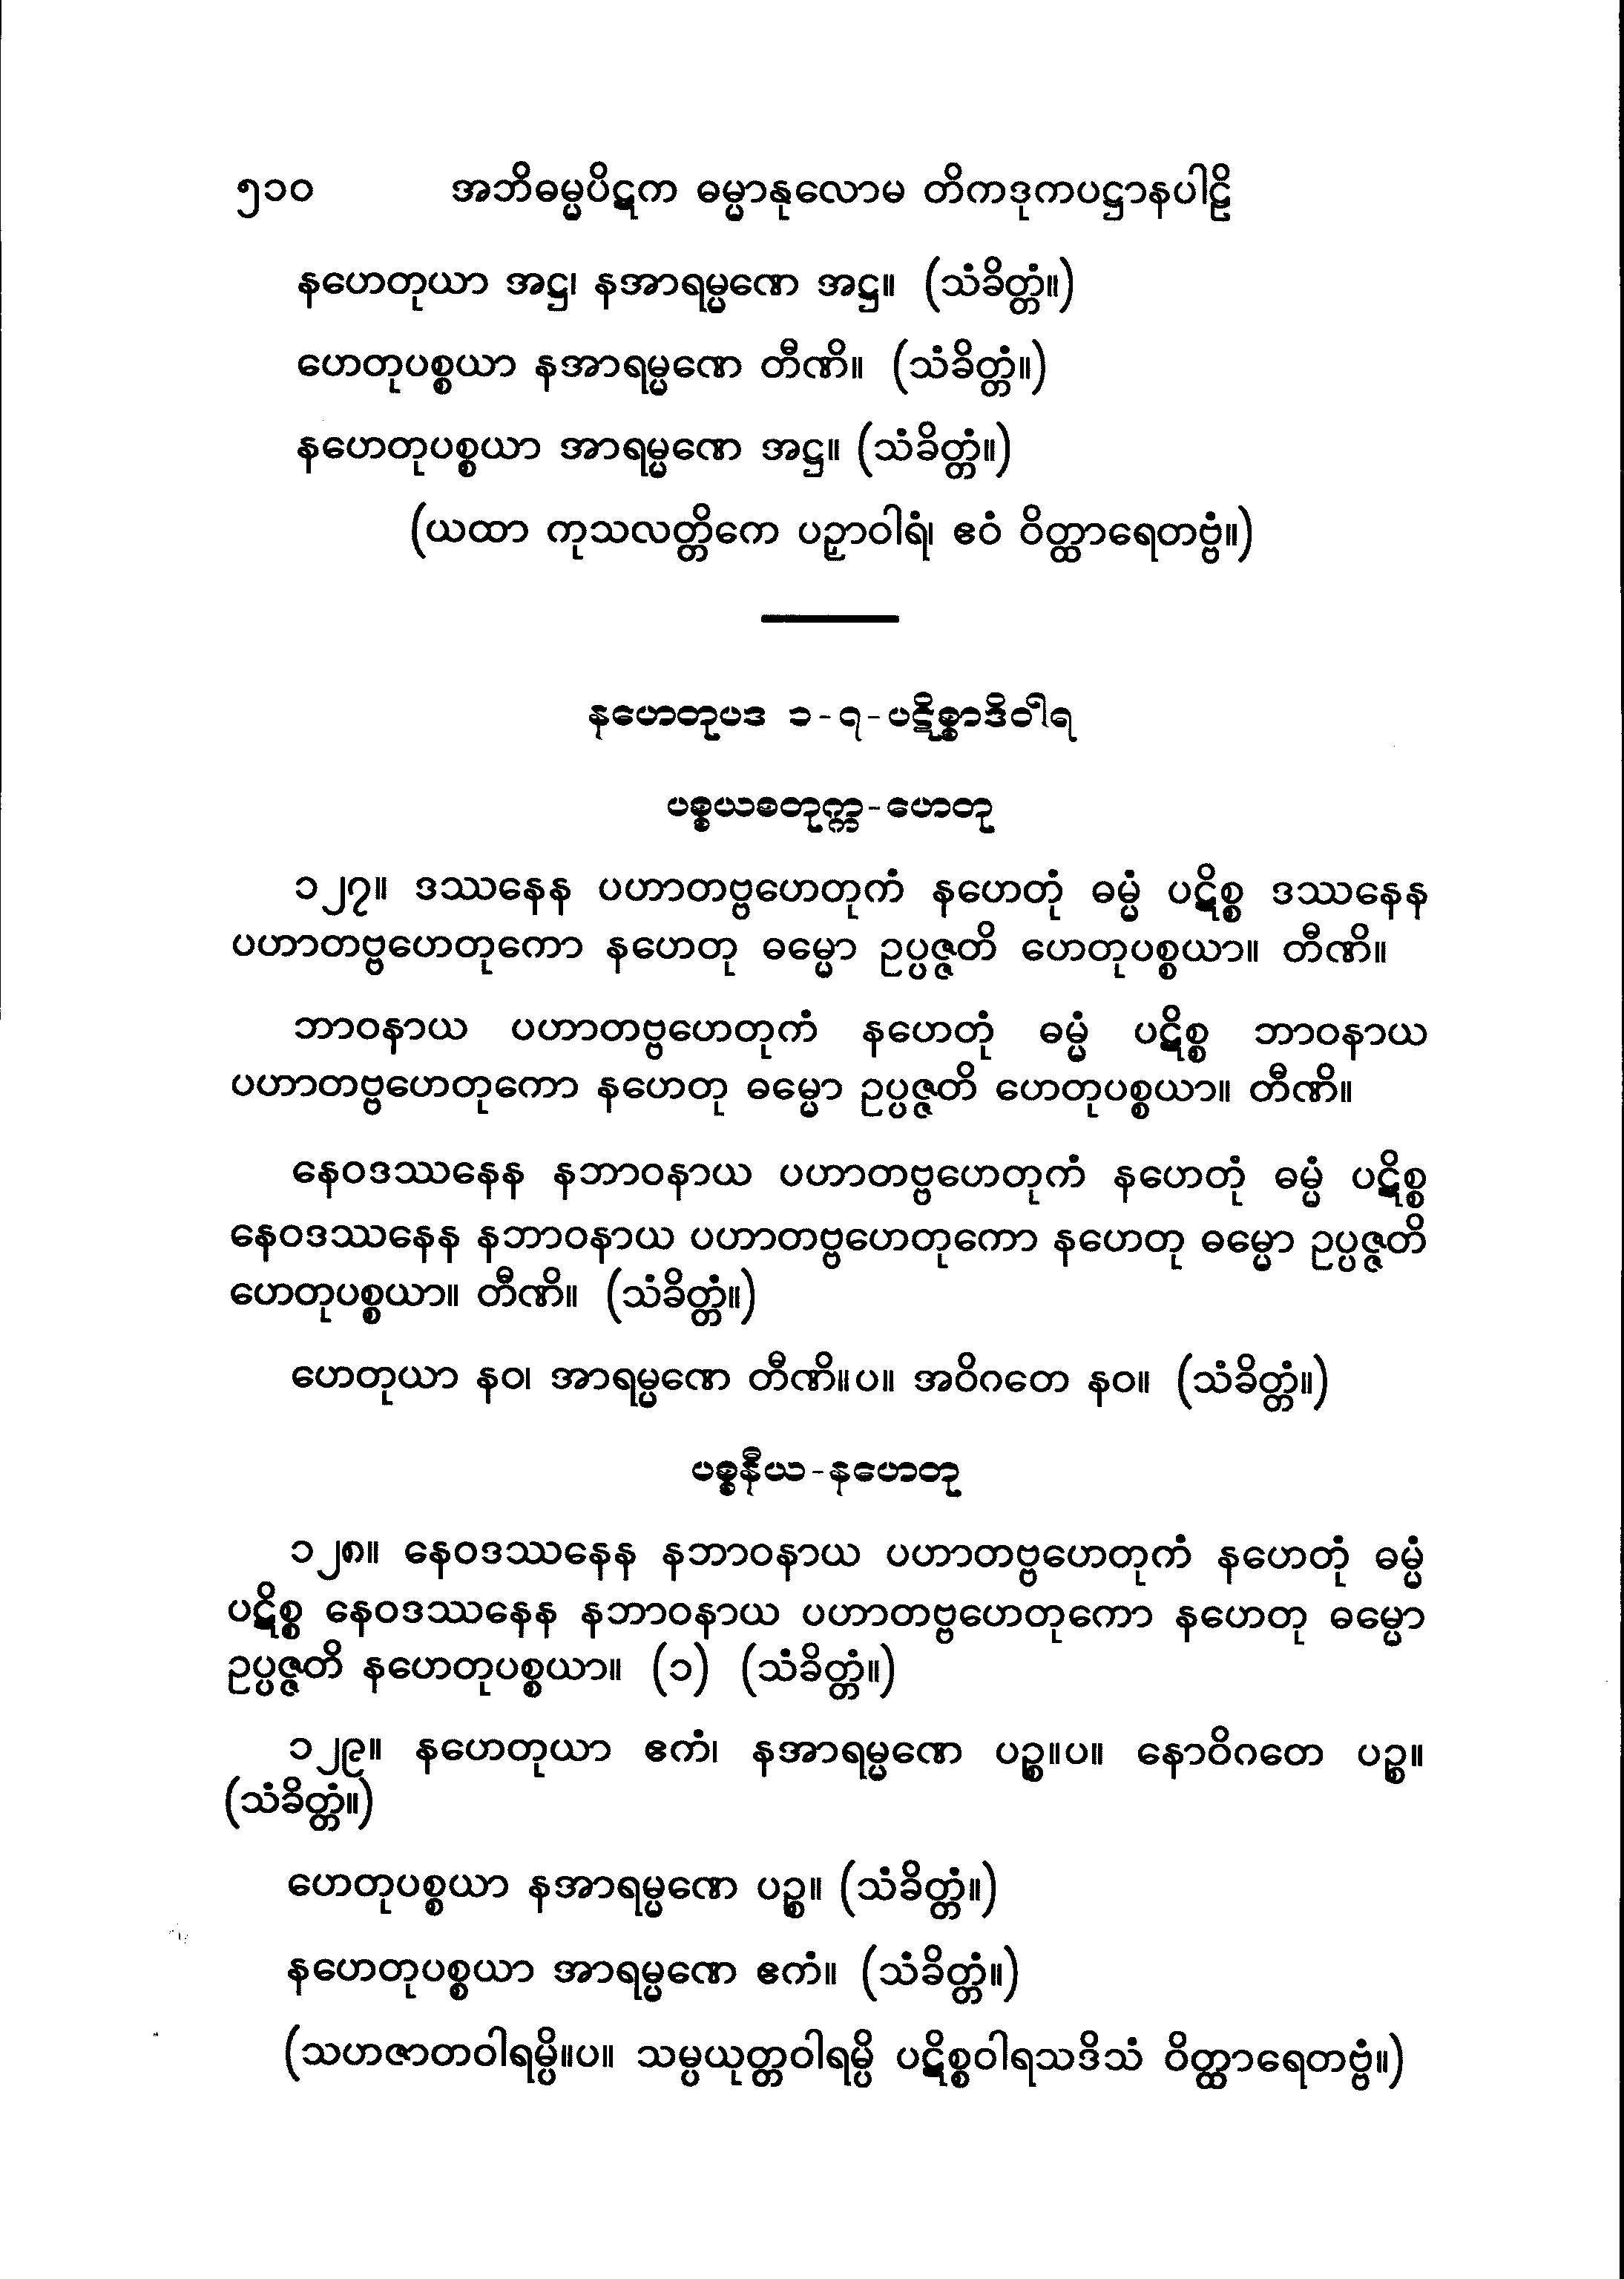 ၅၁၀ အဘိဓမ္မပိဋက ဓမ္မာနုလောမ တိကဒုကပဋ္ဌာနပါဠိ
နဟေတုယာ အဋ္ဌ၊ နအာရမ္မဏေ အဋ္ဌ။ (သံခိတ္တံ။)
ဟေတုပစ္စယာ နအာရမ္မဏေ တီဏိ။ (သံခိတ္တံ။)
နဟေတုပစ္စယာ အာရမ္မဏေ အဋ္ဌ။ (သံခိတ္တံ။)
(ယထာ ကုသလတ္တိကေ ပဉှာဝါရံ၊ ဧဝံ ဝိတ္ထာရေတဗ္ဗံ။)
နဟေတုပဒ ၁-၇-ပဋိစ္စာဒိဝါရ
ပစ္စယစတုက္က-ဟေတု
၁၂၇။ ဒဿနေန ပဟာတဗ္ဗဟေတုကံ နဟေတုံ ဓမ္မံ ပဋိစ္စ ဒဿနေန
ပဟာတဗ္ဗဟေတုကော နဟေတု ဓမ္မော ဥပ္ပဇ္ဇတိ ဟေတုပစ္စယာ။ တီဏိ။
ဘာဝနာယ ပဟာတဗ္ဗဟေတုကံ နဟေတုံ ဓမ္မံ ပဋိစ္စ ဘာဝနာယ
ပဟာတဗ္ဗဟေတုကော နဟေတု ဓမ္မော ဥပ္ပဇ္ဇတိ ဟေတုပစ္စယာ။ တီဏိ။
နေဝဒဿနေန နဘာဝနာယ ပဟာတဗ္ဗဟေတုကံ နဟေတုံ ဓမ္မံ ပဋိစ္စ
နေဝဒဿနေန နဘာဝနာယ ပဟာတဗ္ဗဟေတုကော နဟေတု ဓမ္မော ဥပ္ပဇ္ဇတိ
ဟေတုပစ္စယာ။ တီဏိ။ (သံခိတ္တံ။)
ဟေတုယာ နဝ၊ အာရမ္မဏေ တီဏိ။ပ။ အဝိဂတေ နဝ။ (သံခိတ္တံ။)
ပစ္စနီယ-နဟေတု
၁၂၈။ နေဝဒဿနေန နဘာဝနာယ ပဟာတဗ္ဗဟေတုကံ နဟေတုံ ဓမ္မံ
ပဋိစ္စ နေဝဒဿနေန နဘာဝနာယ ပဟာတဗ္ဗဟေတုကော နဟေတု ဓမ္မော
ဥပ္ပဇ္ဇတိ နဟေတုပစ္စယာ။ (၁) (သံခိတ္တံ။)
၁၂၉။ နဟေတုယာ ဧကံ၊ နအာရမ္မဏေ ပဉ္စ။ပ။ နောဝိဂတေ ပဉ္စ။
(သံခိတ္တံ။)
ဟေတုပစ္စယာ နအာရမ္မဏေ ပဉ္စ။ (သံခိတ္တံ။)
နဟေတုပစ္စယာ အာရမ္မဏေ ဧကံ။ (သံခိတ္တံ။)
(သဟဇာတဝါရမ္ပိ။ပ။ သမ္ပယုတ္တဝါရမ္ပိ ပဋိစ္စဝါရသဒိသံ ဝိတ္ထာရေတဗ္ဗံ။)